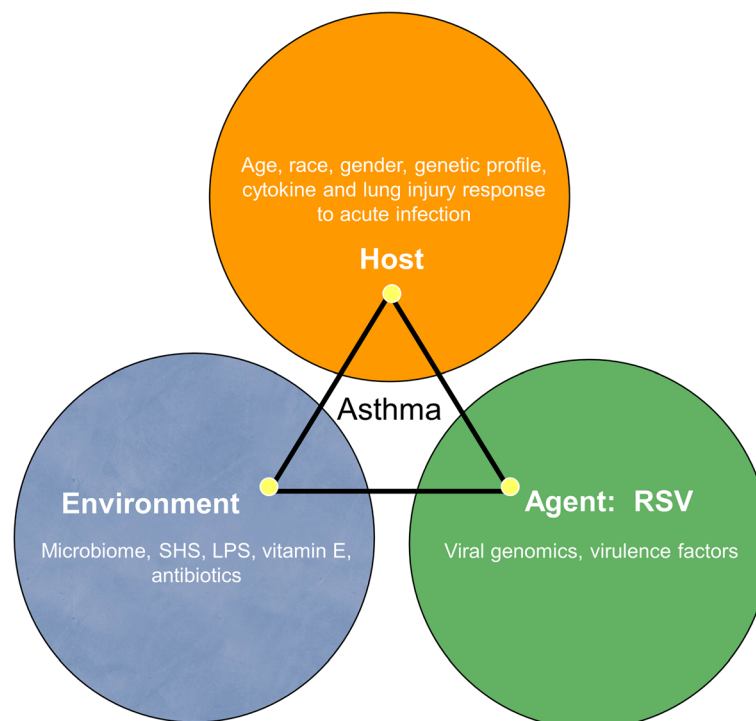 Age, race, gender, genetic profile,
cytokine and lung injury response
to acute infection
Host
Asthma
Environment
Microbiome, SHS, LPS, vitamin E,
antibiotics
Agent:  RSV
Viral genomics, virulence factors